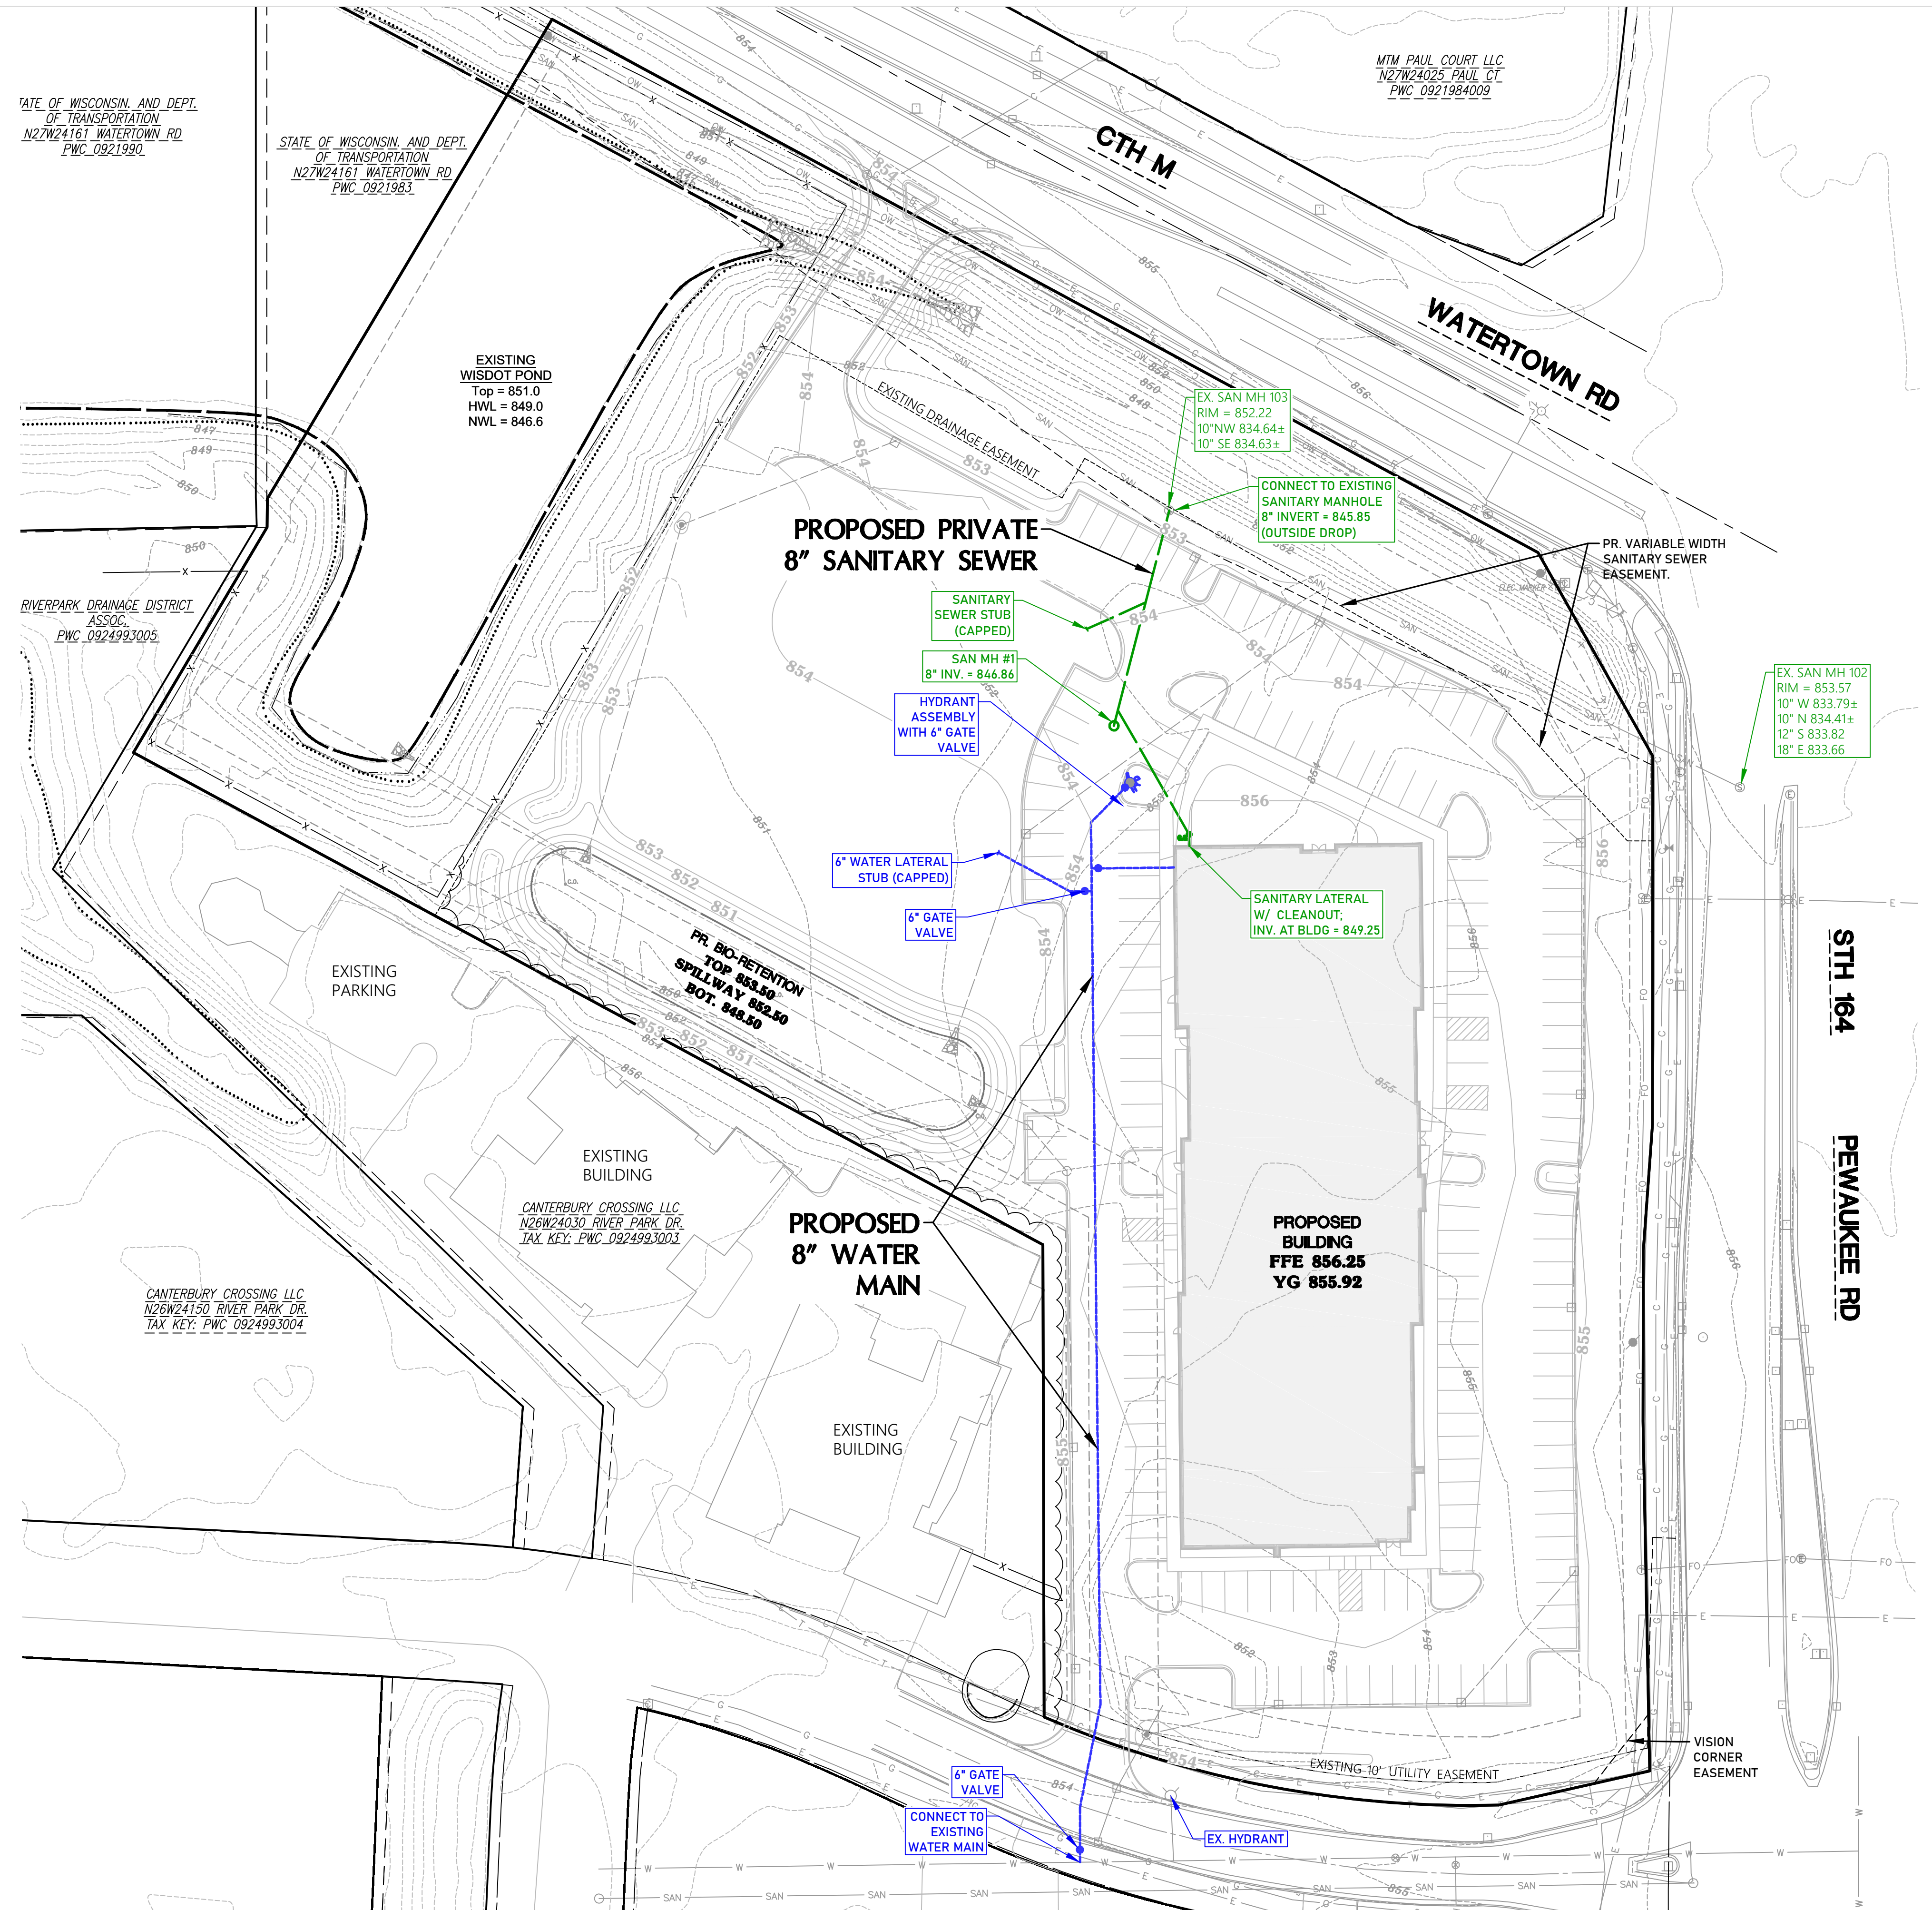 MTM PAUL COURT LLC
N27W24025 PAUL CT
PWC 0921984009
TATE OF WISCONSIN. AND DEPT.
OF TRANSPORTATION
N27W24161 WATERTOWN RD
PWC 0921990
STATE OF WISCONSIN. AND DEPT.
OF TRANSPORTATION
N27W24161 WATERTOWN RD
PWC 0921983
CTH M
WATERTOWN RD
EXISTING
WISDOT POND
Top = 851.0
HWL = 849.0
NWL = 846.6
EXISTING DRAINAGE EASEMENT
EX. SAN MH 103
RIM = 852.22
10"NW 834.64±
10" SE 834.63±
CONNECT TO EXISTING
SANITARY MANHOLE
8" INVERT = 845.85
(OUTSIDE DROP)
PROPOSED PRIVATE
8" SANITARY SEWER
PR. VARIABLE WIDTH
SANITARY SEWER
EASEMENT.
ELEC. MARKER
RIVERPARK DRAINAGE DISTRICT
ASSOC.
PWC 0924993005
SANITARY
SEWER STUB
(CAPPED)
SAN MH #1
8" INV. = 846.86
HYDRANT
ASSEMBLY
WITH 6" GATE
VALVE
EX. SAN MH 102
RIM = 853.57
10" W 833.79±
10" N 834.41±
12" S 833.82
18" E 833.66
6" WATER LATERAL
STUB (CAPPED)
6" GATE
VALVE
SANITARY LATERAL
W/ CLEANOUT;
INV. AT BLDG = 849.25
PR. BIO-RETENTION
TOP 853.50
SPILLWAY 852.50
BOT. 848.50
EXISTING
PARKING
STH 164
PEWAUKEE RD
EXISTING
BUILDING
CANTERBURY CROSSING LLC
N26W24030 RIVER PARK DR.
TAX KEY: PWC 0924993003
PROPOSED
8" WATER
MAIN
PROPOSED
BUILDING
FFE 856.25
YG 855.92
CANTERBURY CROSSING LLC
N26W24150 RIVER PARK DR.
TAX KEY: PWC 0924993004
EXISTING
BUILDING
VISION
CORNER
EASEMENT
EXISTING 10' UTILITY EASEMENT
6" GATE
VALVE
CONNECT TO
EXISTING
WATER MAIN
EX. HYDRANT